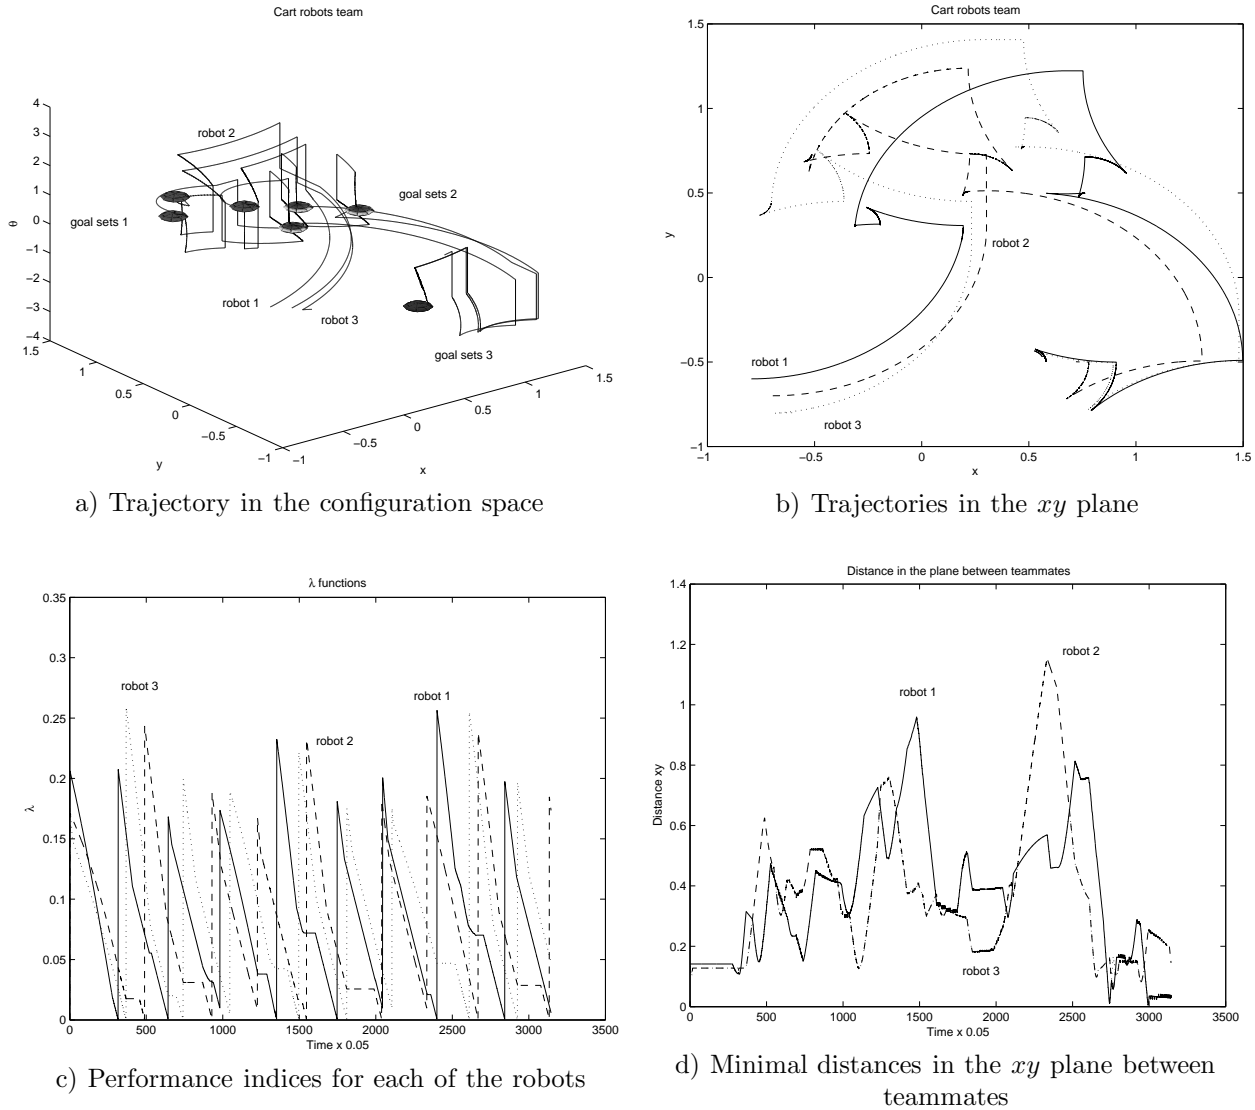 Cart robots team
4
3
2
1
0
−1
−2
−3
−4
θ
robot 2
goal sets 2
goal sets 1
robot 1
robot 3
goal sets 3
1.5
1
0.5
0
−0.5
−1
y
−1
−0.5
0
0.5
1
1.5
x
a) Trajectory in the configuration space
Cart robots team
1.5
1
0.5
0
−0.5
−1
y
robot 2
robot 1
robot 3
−1
−0.5
0
0.5
1
1.5
x
b) Trajectories in the xy plane
λ functions
0.35
0.3
0.25
0.2
0.15
0.1
0.05
0
λ
robot 3
robot 1
robot 2
0
500
1000
1500
2000
2500
3000
3500
Time x 0.05
c) Performance indices for each of the robots
Distance in the plane between teammates
1.4
1.2
1
0.8
0.6
0.4
0.2
0
Distance xy
robot 2
robot 1
robot 3
0
500
1000
1500
2000
2500
3000
3500
Time x 0.05
d) Minimal distances in the xy plane between
teammates